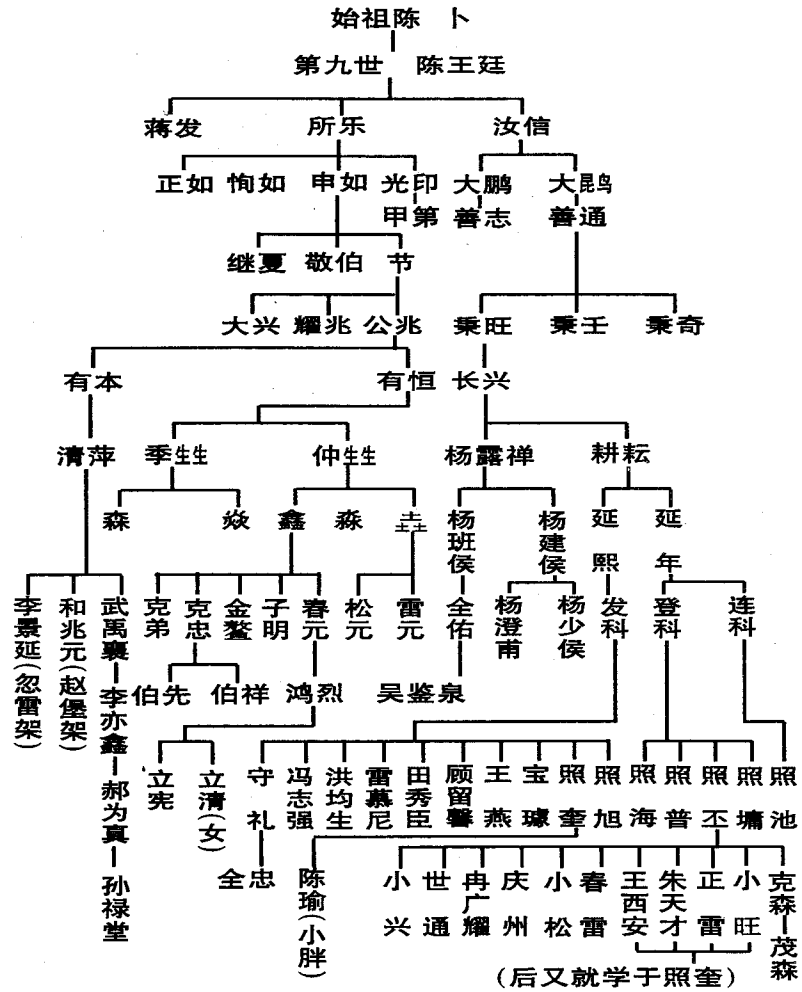 始祖陈 卜
第九世 陈王廷
蒋发 所乐 汝信
正如 恂如 申如 光印 大鹏 大鹍
甲第 善志 善通
继夏 敬伯 节
大兴 耀兆 公兆 秉旺 秉壬 秉奇
有本 有恒 长兴
清萍 季甡 仲甡 杨露禅 耕耘
森 焱 鑫 淼 垚 杨班侯 杨建侯 延熙 延年
李景延(忽雷架) 和兆元(赵堡架) 武禹襄 克弟 克忠 金鳌 子明 春元 松元 雷元 全佑 杨澄甫 杨少侯 发科 登科 连科
李亦鑫 伯先 伯祥 鸿烈 吴鉴泉
郝为真 立宪 立清(女) 守礼 冯志强 洪均生 雷慕尼 田秀臣 顾留馨 王燕 宝璩 照奎 照旭 照海 照普 照丕 照墉 照池
孙禄堂 全忠 陈瑜(小胖) 小兴 世通 冉广耀 庆州 小松 春雷 王西安 朱天才 正雷 小旺 克森 茂森
(后又就学于照奎)